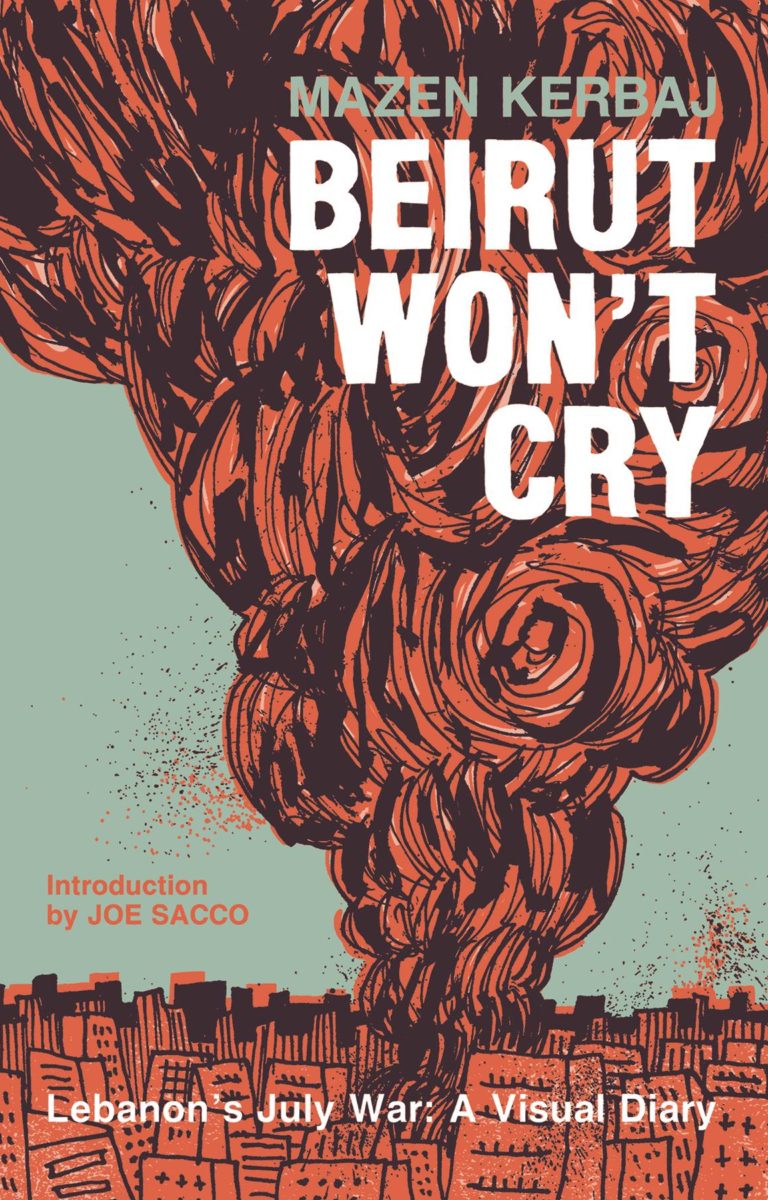 MAZEN KERBAJ
BEIRUT
WON'T
CRY
Introduction
by JOE SACCO
Lebanon's July War: A Visual Diary